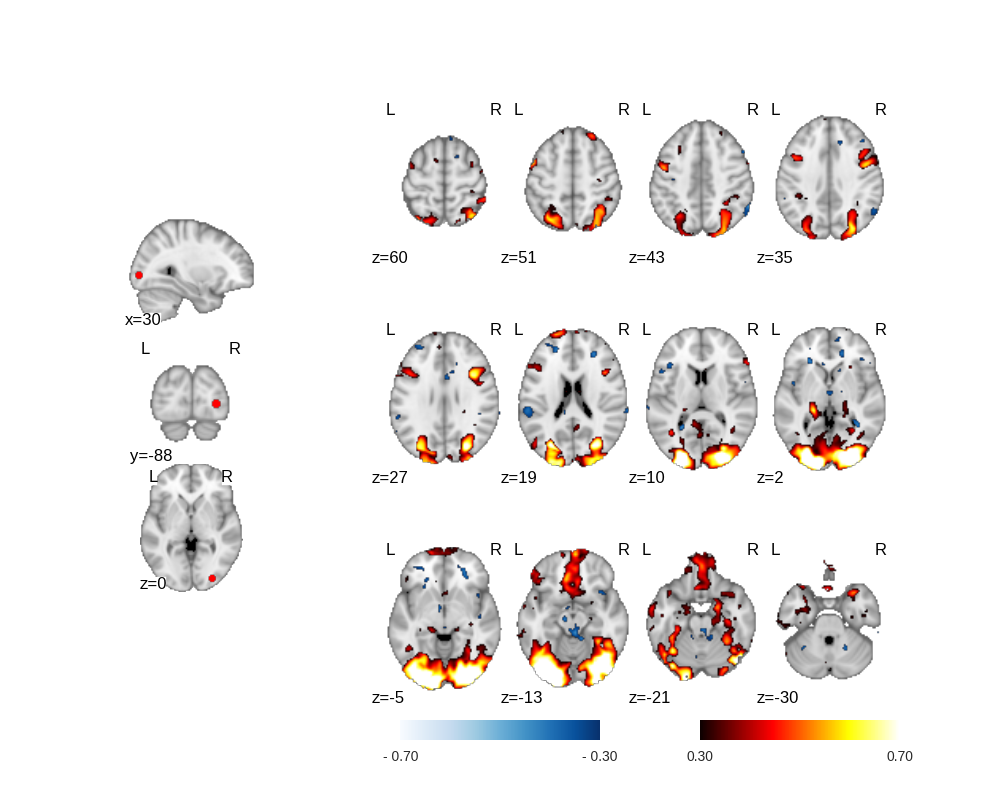 x=30
L R
y=-88
L R
z=0
L R L R L R L R
z=60 z=51 z=43 z=35
L R L R L R L R
z=27 z=19 z=10 z=2
L R L R L R L R
z=-5 z=-13 z=-21 z=-30
- 0.70 - 0.30 0.30 0.70